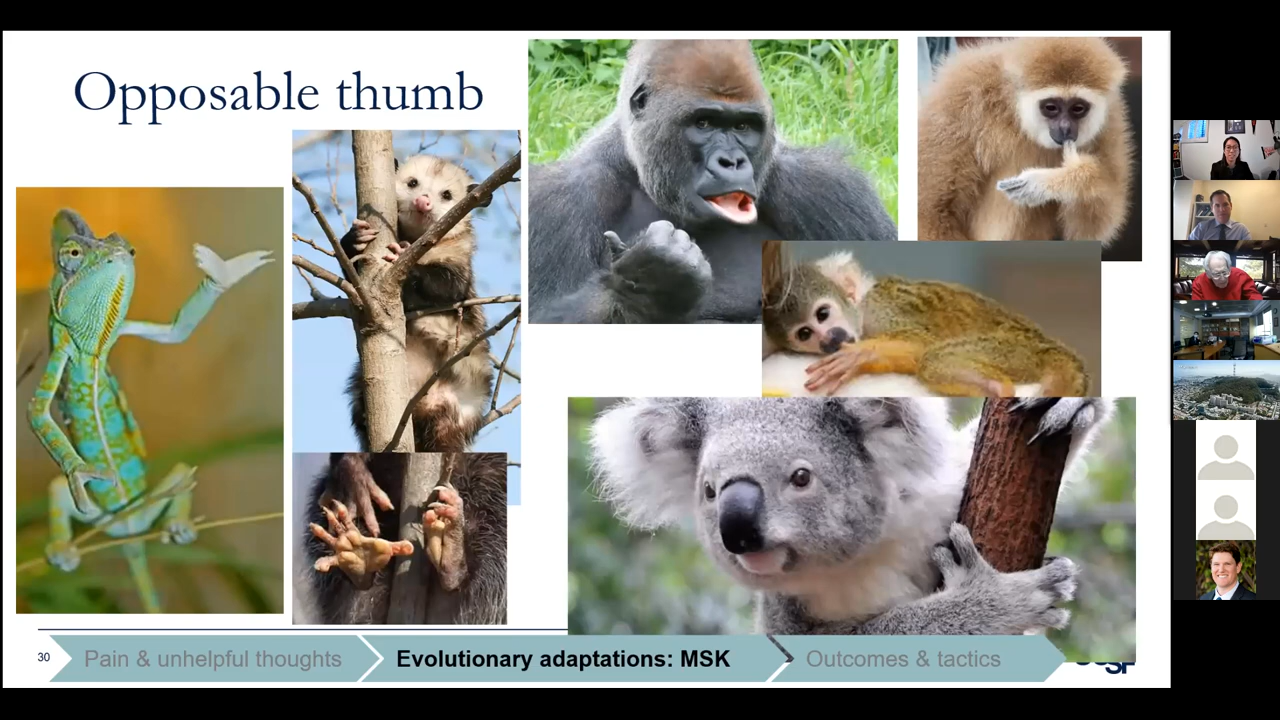 Opposable thumb
30
Pain & unhelpful thoughts
Evolutionary adaptations: MSK
Outcomes & tactics